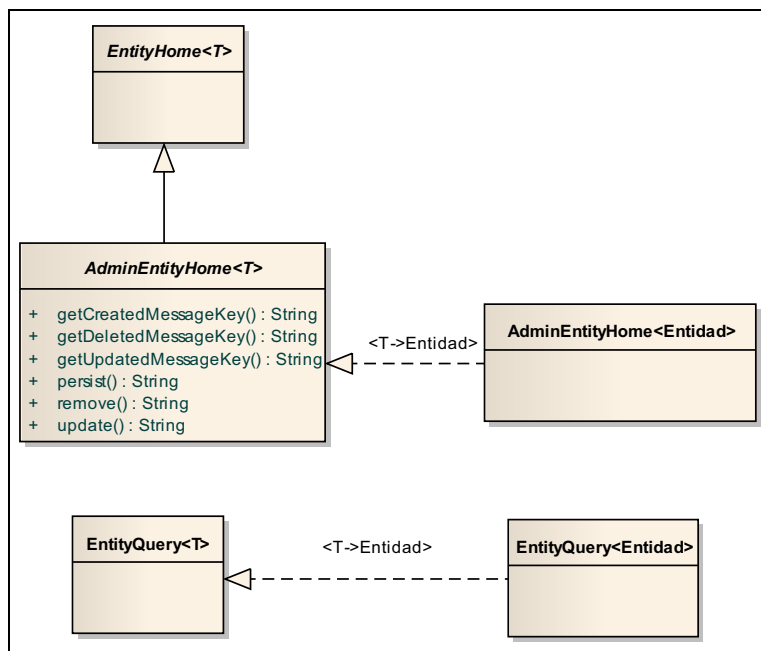 EntityHome<T>
AdminEntityHome<T>
+ getCreatedMessageKey() : String
+ getDeletedMessageKey() : String
+ getUpdatedMessageKey() : String
+ persist() : String
+ remove() : String
+ update() : String
<T->Entidad>
AdminEntityHome<Entidad>
EntityQuery<T>
<T->Entidad>
EntityQuery<Entidad>